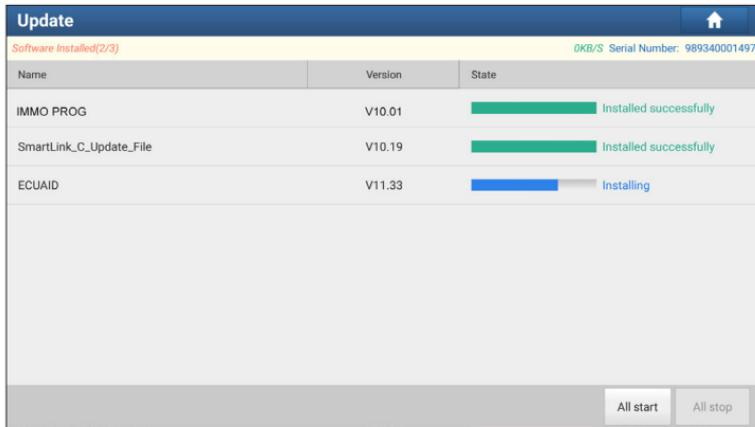 Update
Software Installed(2/3) 0KB/S Serial Number: 989340001497
Name Version State
IMMO PROG V10.01 Installed successfully
SmartLink_C_Update_File V10.19 Installed successfully
ECUAID V11.33 Installing
All start All stop